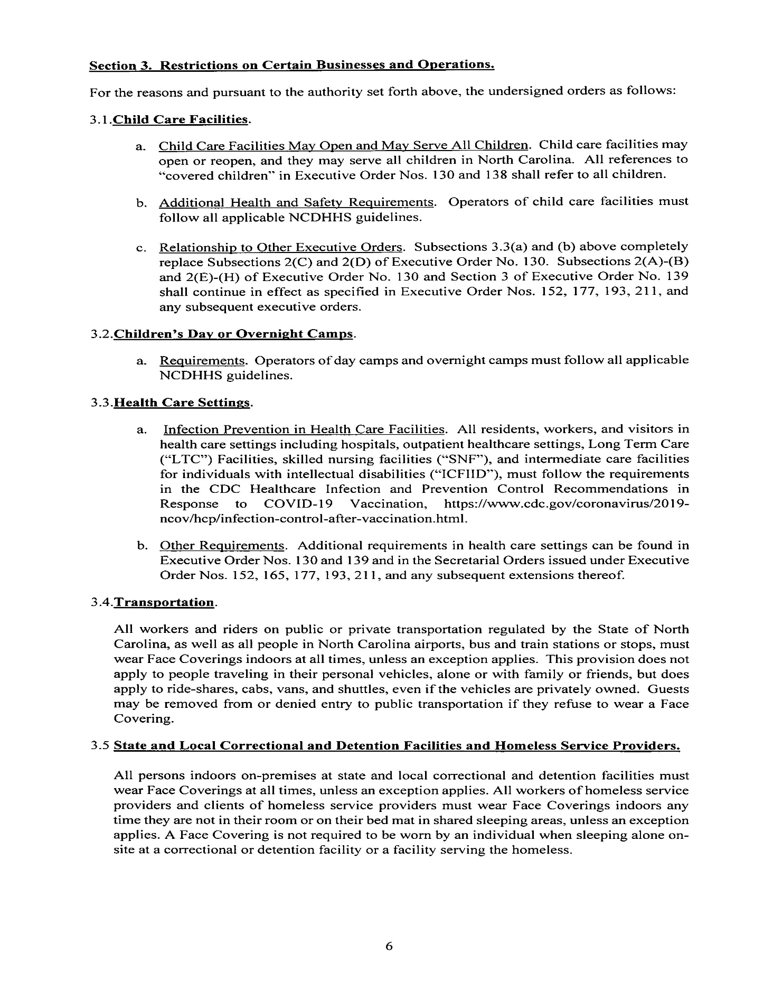 Section 3. Restrictions on Certain Businesses and Operations.
For the reasons and pursuant to the authority set forth above, the undersigned orders as follows:
3.1.Child Care Facilities.
a. Child Care Facilities May Open and May Serve All Children. Child care facilities may
open or reopen, and they may serve all children in North Carolina. All references to
“covered children” in Executive Order Nos. 130 and 138 shall refer to all children.
b. Additional Health and Safety Requirements. Operators of child care facilities must
follow all applicable NCDHHS guidelines.
c. Relationship to Other Executive Orders. Subsections 3.3(a) and (b) above completely
replace Subsections 2(C) and 2(D) of Executive Order No. 130. Subsections 2(A)-(B)
and 2(E)-(H) of Executive Order No. 130 and Section 3 of Executive Order No. 139
shall continue in effect as specified in Executive Order Nos. 152, 177, 193, 211, and
any subsequent executive orders.
3.2.Children’s Day or Overnight Camps.
a. Requirements. Operators of day camps and overnight camps must follow all applicable
NCDHHS guidelines.
3.3.Health Care Settings.
a. Infection Prevention in Health Care Facilities. All residents, workers, and visitors in
health care settings including hospitals, outpatient healthcare settings, Long Term Care
(“LTC”) Facilities, skilled nursing facilities (“SNF”), and intermediate care facilities
for individuals with intellectual disabilities (“ICFIID”), must follow the requirements
in the CDC Healthcare Infection and Prevention Control Recommendations in
Response to COVID-19 Vaccination, https://www.cdc.gov/coronavirus/2019-
ncov/hcp/infection-control-after-vaccination.html.
b. Other Requirements. Additional requirements in health care settings can be found in
Executive Order Nos. 130 and 139 and in the Secretarial Orders issued under Executive
Order Nos. 152, 165, 177, 193, 211, and any subsequent extensions thereof.
3.4.Transportation.
All workers and riders on public or private transportation regulated by the State of North
Carolina, as well as all people in North Carolina airports, bus and train stations or stops, must
wear Face Coverings indoors at all times, unless an exception applies. This provision does not
apply to people traveling in their personal vehicles, alone or with family or friends, but does
apply to ride-shares, cabs, vans, and shuttles, even if the vehicles are privately owned. Guests
may be removed from or denied entry to public transportation if they refuse to wear a Face
Covering.
3.5 State and Local Correctional and Detention Facilities and Homeless Service Providers.
All persons indoors on-premises at state and local correctional and detention facilities must
wear Face Coverings at all times, unless an exception applies. All workers of homeless service
providers and clients of homeless service providers must wear Face Coverings indoors any
time they are not in their room or on their bed mat in shared sleeping areas, unless an exception
applies. A Face Covering is not required to be worn by an individual when sleeping alone on-
site at a correctional or detention facility or a facility serving the homeless.
6